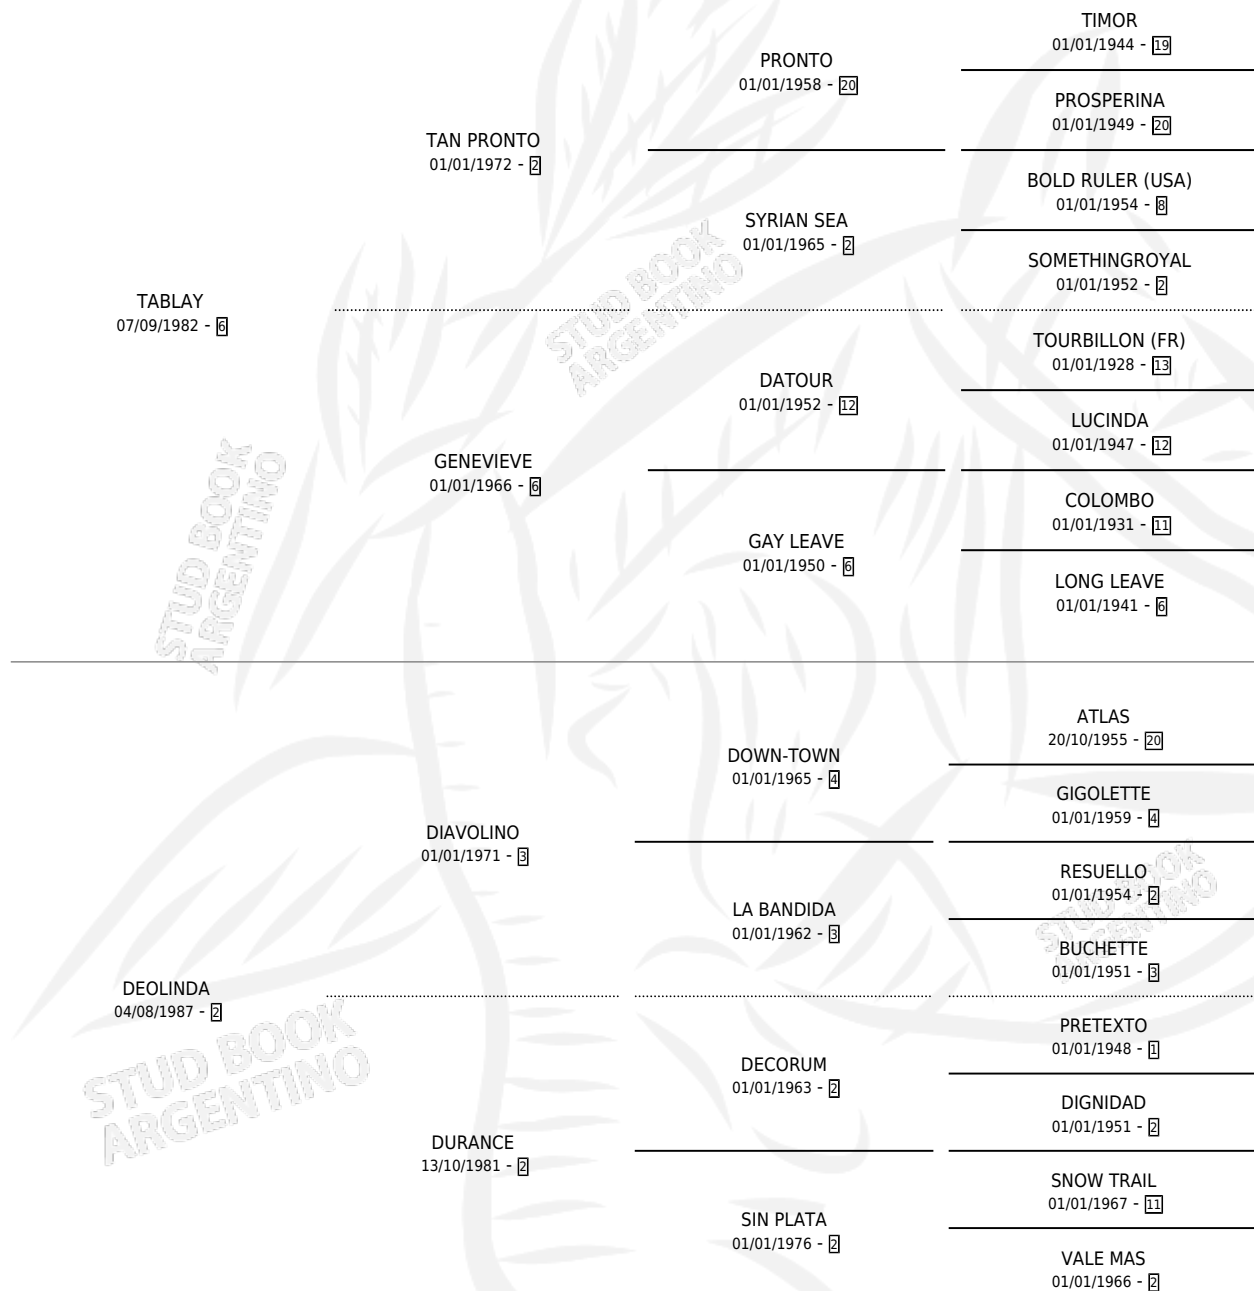 TIMOR
01/01/1944 - 19
PRONTO
01/01/1958 - 20
PROSPERINA
01/01/1949 - 20
TAN PRONTO
01/01/1972 - 2
BOLD RULER (USA)
01/01/1954 - 8
SYRIAN SEA
01/01/1965 - 2
SOMETHINGROYAL
01/01/1952 - 2
TABLAY
07/09/1982 - 6
STUD BOOK
ARGENTINO
TOURBILLON (FR)
01/01/1928 - 13
DATOUR
01/01/1952 - 12
LUCINDA
01/01/1947 - 12
GENEVIEVE
01/01/1966 - 6
COLOMBO
01/01/1931 - 11
GAY LEAVE
01/01/1950 - 6
LONG LEAVE
01/01/1941 - 6
STUD BOOK
ARGENTINO
ATLAS
20/10/1955 - 20
DOWN-TOWN
01/01/1965 - 4
GIGOLETTE
01/01/1959 - 4
DIAVOLINO
01/01/1971 - 3
RESUELLO
01/01/1954 - 2
LA BANDIDA
01/01/1962 - 3
STUD BOOK
ARGENTINO
BUCHETTE
01/01/1951 - 3
DEOLINDA
04/08/1987 - 2
STUD BOOK
ARGENTINO
PRETEXTO
01/01/1948 - 1
DECORUM
01/01/1963 - 2
DIGNIDAD
01/01/1951 - 2
DURANCE
13/10/1981 - 2
SNOW TRAIL
01/01/1967 - 11
SIN PLATA
01/01/1976 - 2
VALE MAS
01/01/1966 - 2